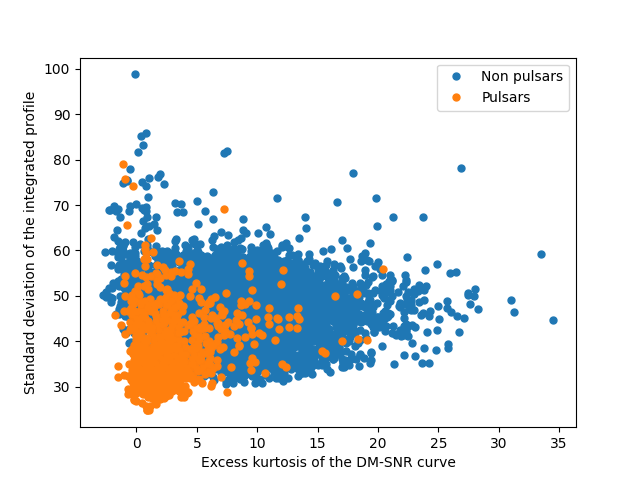 Non pulsars
Pulsars
100
90
80
70
60
50
40
30
Standard deviation of the integrated profile
0 5 10 15 20 25 30 35
Excess kurtosis of the DM-SNR curve